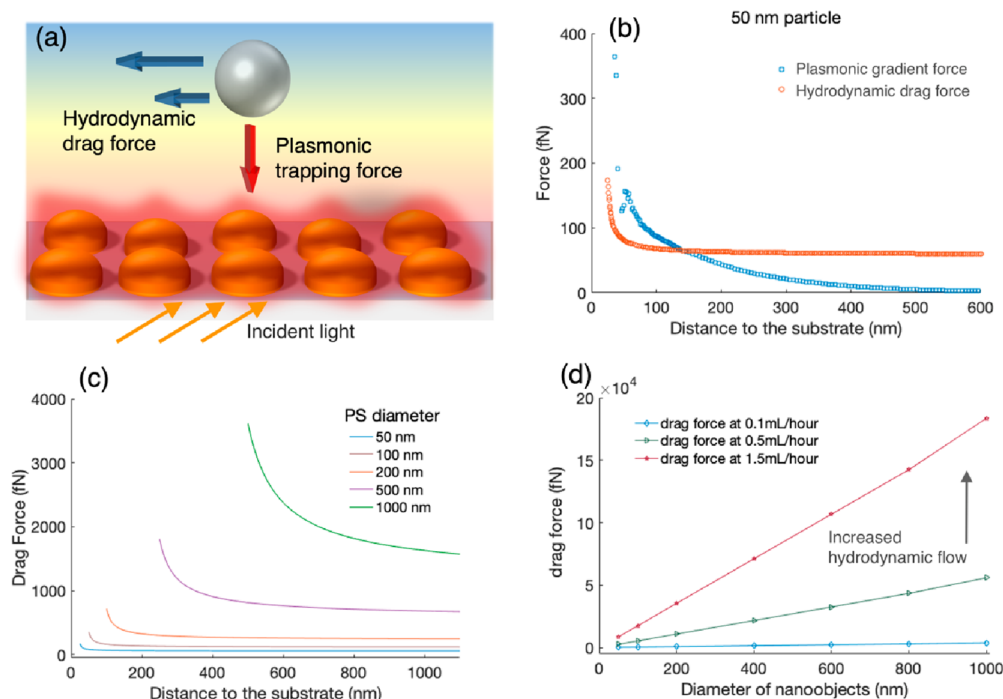 (a)
Hydrodynamic
drag force
Plasmonic
trapping force
Incident light
(b)
50 nm particle
400
300
200
100
0
Force (fN)
Plasmonic gradient force
Hydrodynamic drag force
0
100
200
300
400
500
600
Distance to the substrate (nm)
(c)
4000
3000
2000
1000
0
Drag Force (fN)
PS diameter
50 nm
100 nm
200 nm
500 nm
1000 nm
0
200
400
600
800
1000
Distance to the substrate (nm)
(d)
×10^4
20
15
10
5
0
drag force (fN)
drag force at 0.1mL/hour
drag force at 0.5mL/hour
drag force at 1.5mL/hour
Increased
hydrodynamic flow
0
200
400
600
800
1000
Diameter of nanoobjects (nm)